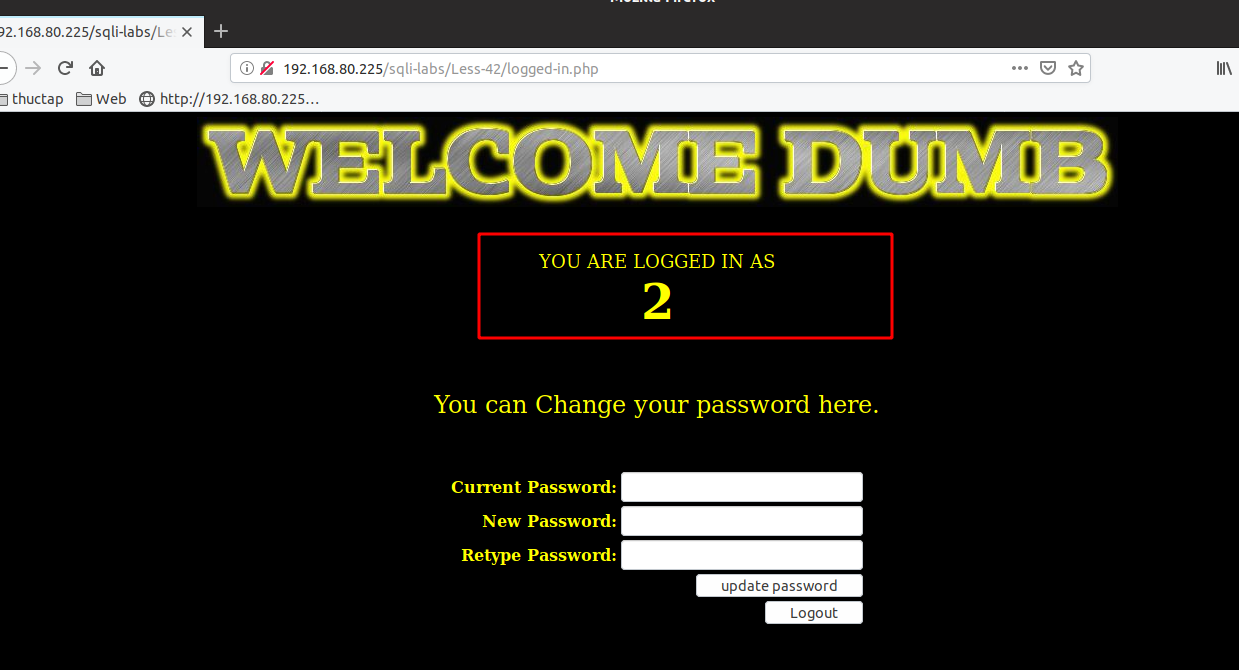 92.168.80.225/sqli-labs/Le
192.168.80.225/sqli-labs/Less-42/logged-in.php
thuctap Web http://192.168.80.225...
WELCOME DUMB
YOU ARE LOGGED IN AS
2
You can Change your password here.
Current Password:
New Password:
Retype Password:
update password
Logout